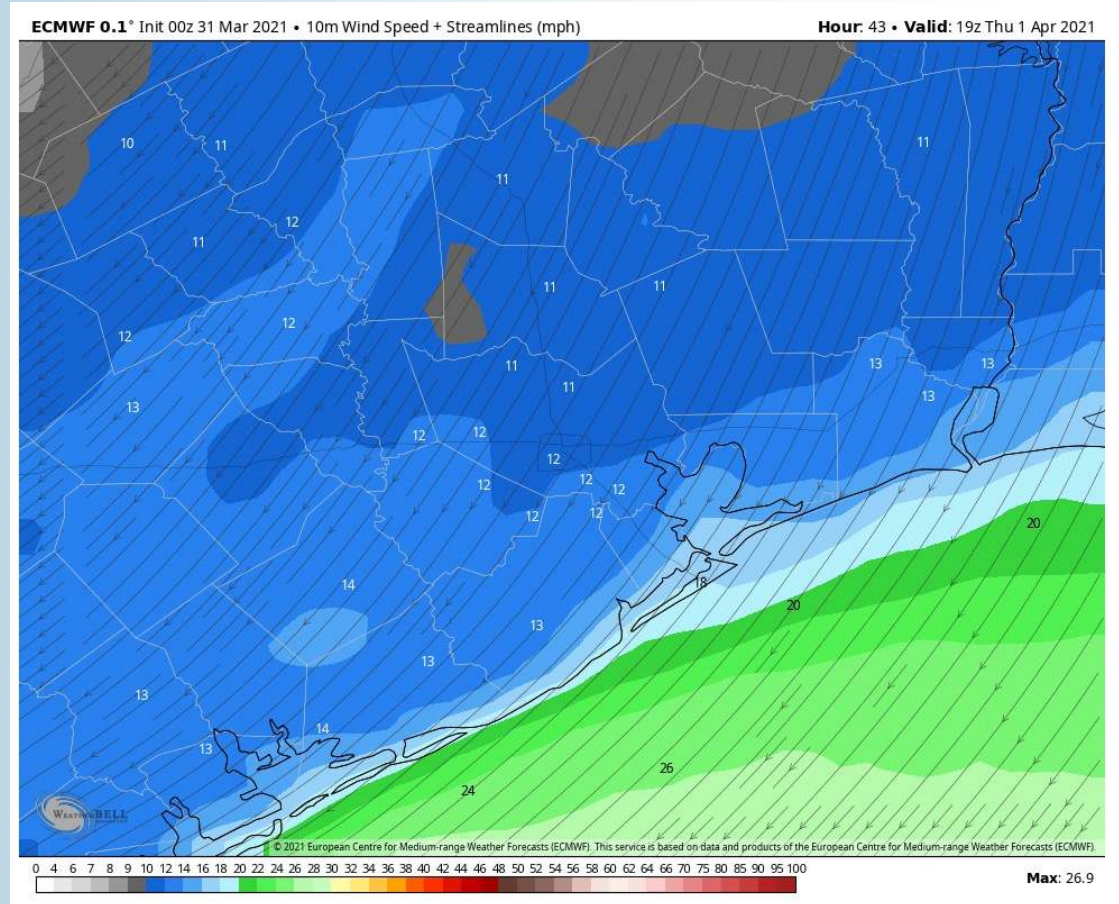 ECMWF 0.1° Init 00z 31 Mar 2021 • 10m Wind Speed + Streamlines (mph) Hour: 43 • Valid: 19z Thu 1 Apr 2021
10 11 11 11
12
11
11 11
12 12
11 13 13
11
13 13
12 12
12
12 12 12
12 12
20
14 18
20
13
13
13
14
13
26
24
WEATHERBELL
© 2021 European Centre for Medium-range Weather Forecasts (ECMWF). This service is based on data and products of the European Centre for Medium-range Weather Forecasts (ECMWF).
0 4 6 7 8 9 10 12 14 16 18 20 22 24 26 28 30 32 34 36 38 40 42 44 46 48 50 52 54 56 58 60 62 64 66 70 75 80 85 90 95 100
Max: 26.9